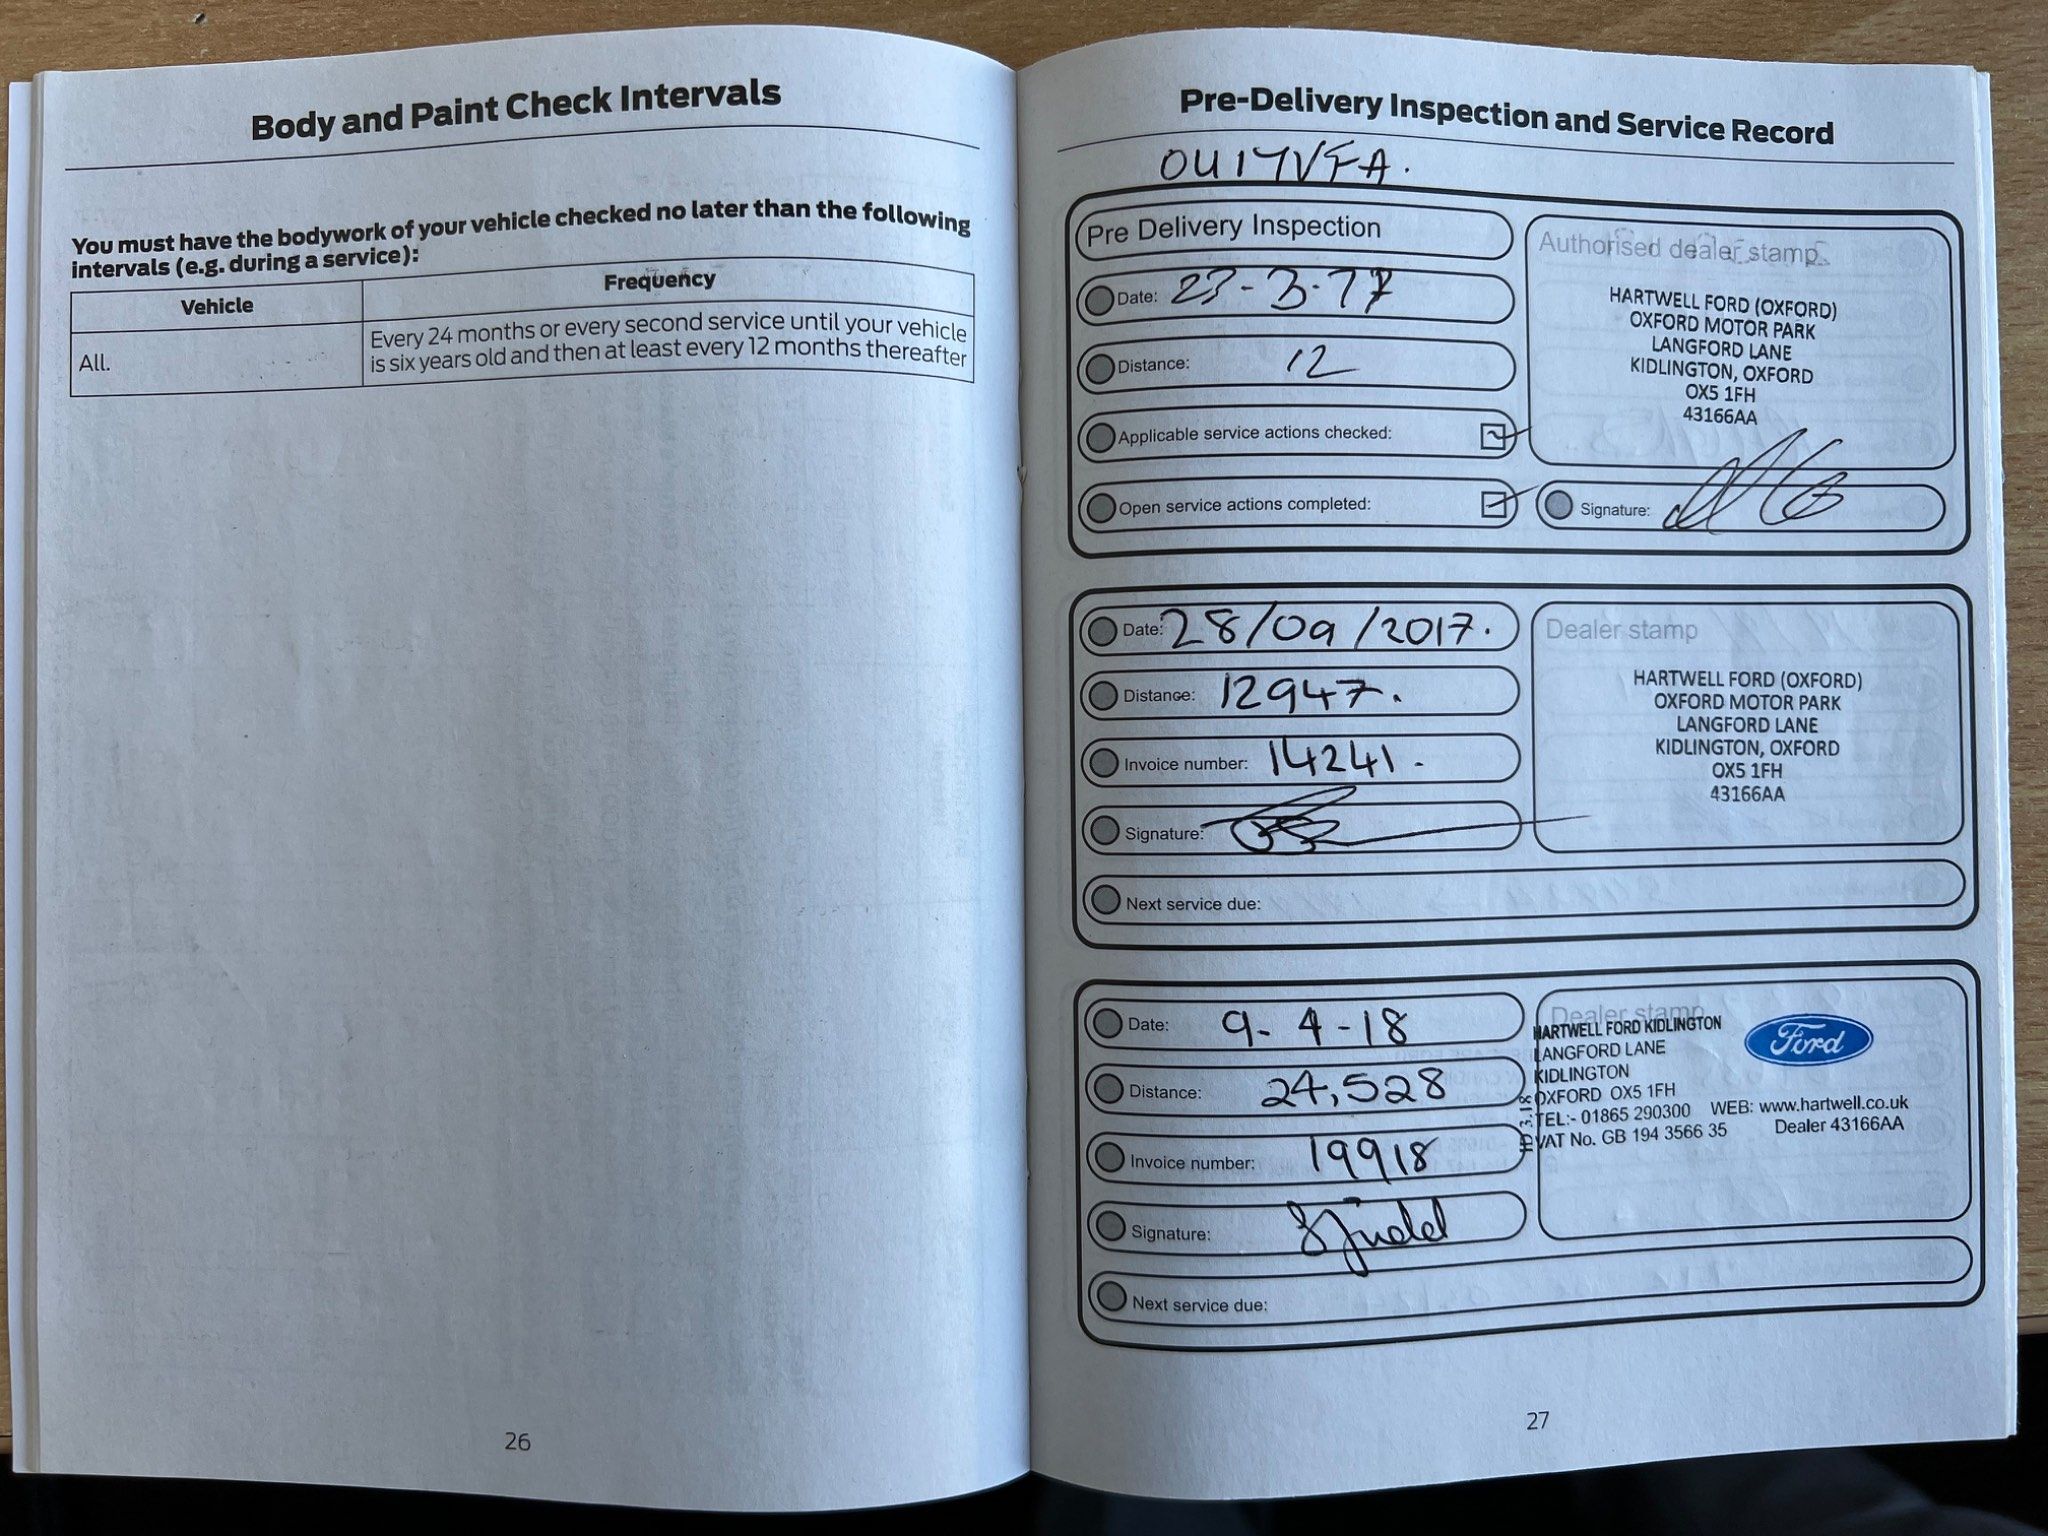 Body and Paint Check Intervals
You must have the bodywork of your vehicle checked no later than the following
intervals (e.g. during a service):
Vehicle
Frequency
All.
Every 24 months or every second service until your vehicle
is six years old and then at least every 12 months thereafter
26
Pre-Delivery Inspection and Service Record
OU17VFA.
Pre Delivery Inspection
Date: 23-3-17
Distance: 12
Applicable service actions checked:
Open service actions completed:
Authorised dealer stamp
HARTWELL FORD (OXFORD)
OXFORD MOTOR PARK
LANGFORD LANE
KIDLINGTON, OXFORD
OX5 1FH
43166AA
Signature:
Date: 28/09/2017.
Distance: 12947.
Invoice number: 14241.
Signature:
Next service due:
Dealer stamp
HARTWELL FORD (OXFORD)
OXFORD MOTOR PARK
LANGFORD LANE
KIDLINGTON, OXFORD
OX5 1FH
43166AA
Date: 9-4-18
Distance: 24,528
Invoice number: 19918
Signature: Judd
Next service due:
Dealer stamp
HARTWELL FORD KIDLINGTON
LANGFORD LANE
KIDLINGTON
OXFORD OX5 1FH
TEL:- 01865 290300 WEB: www.hartwell.co.uk
VAT No. GB 194 3566 35 Dealer 43166AA
Ford
27